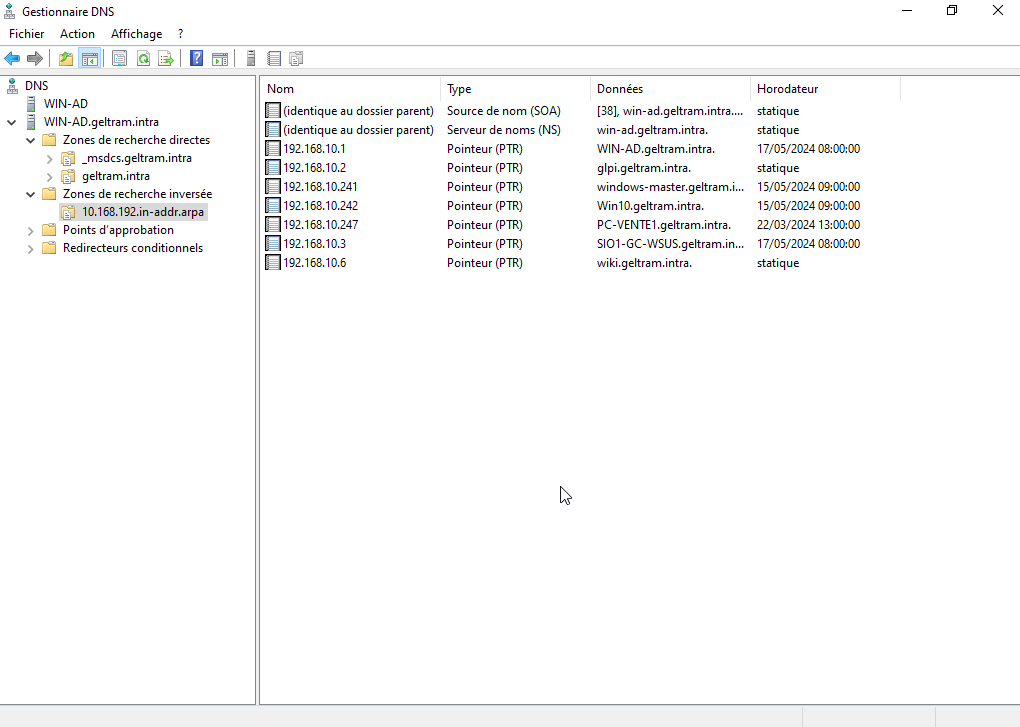 Gestionnaire DNS
Fichier Action Affichage ?
DNS
WIN-AD
WIN-AD.geltram.intra
Zones de recherche directes
_msdcs.geltram.intra
geltram.intra
Zones de recherche inversée
10.168.192.in-addr.arpa
Points d'approbation
Redirecteurs conditionnels
Nom Type Données Horodateur
(identique au dossier parent) Source de nom (SOA) [38], win-ad.geltram.intra.... statique
(identique au dossier parent) Serveur de noms (NS) win-ad.geltram.intra. statique
192.168.10.1 Pointeur (PTR) WIN-AD.geltram.intra. 17/05/2024 08:00:00
192.168.10.2 Pointeur (PTR) glpi.geltram.intra. statique
192.168.10.241 Pointeur (PTR) windows-master.geltram.i... 15/05/2024 09:00:00
192.168.10.242 Pointeur (PTR) Win10.geltram.intra. 15/05/2024 09:00:00
192.168.10.247 Pointeur (PTR) PC-VENTE1.geltram.intra. 22/03/2024 13:00:00
192.168.10.3 Pointeur (PTR) SIO1-GC-WSUS.geltram.in... 17/05/2024 08:00:00
192.168.10.6 Pointeur (PTR) wiki.geltram.intra. statique